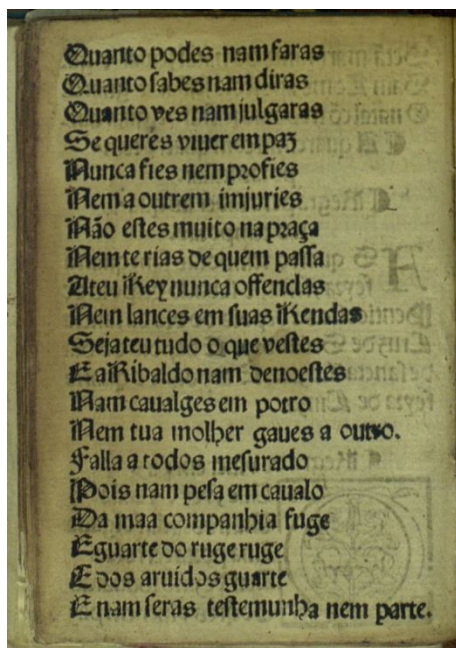 Quanto podes nam faras
Quanto sabes nam diras
Quanto ves nam julgaras
Se querés viuer em paz
Nunca fies nem profies
Nem a outrem imjuries
Não estes muito na praça
Nem te rias de quem passa
A teu Rey nunca offendas
Nem lances em suas Rendas
Seja teu tudo o que vestes
E a Ribaldo nam denoestes
Nam caualges em potro
Nem tua molher gaues a outro.
Falla a todos mesurado
Pois nam pesa em caualo
Da maa companhia fuge
E guarte do ruge ruge
E dos aruidos guarte
E nam seras testemunha nem parte.